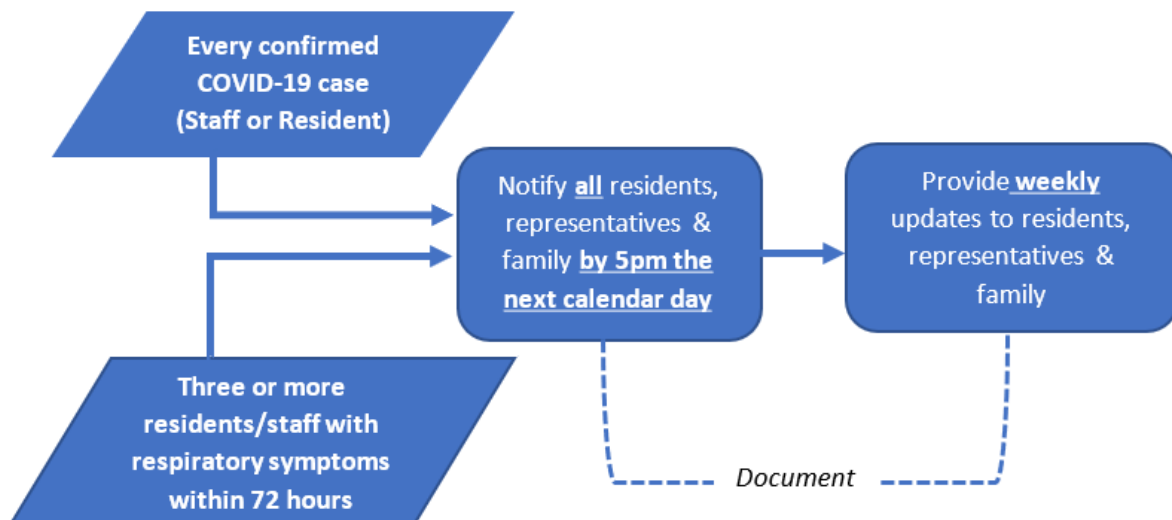 Every confirmed
COVID-19 case
(Staff or Resident)
Notify all residents,
representatives &
family by 5pm the
next calendar day
Provide weekly
updates to residents,
representatives &
family
Three or more
residents/staff with
respiratory symptoms
within 72 hours
Document